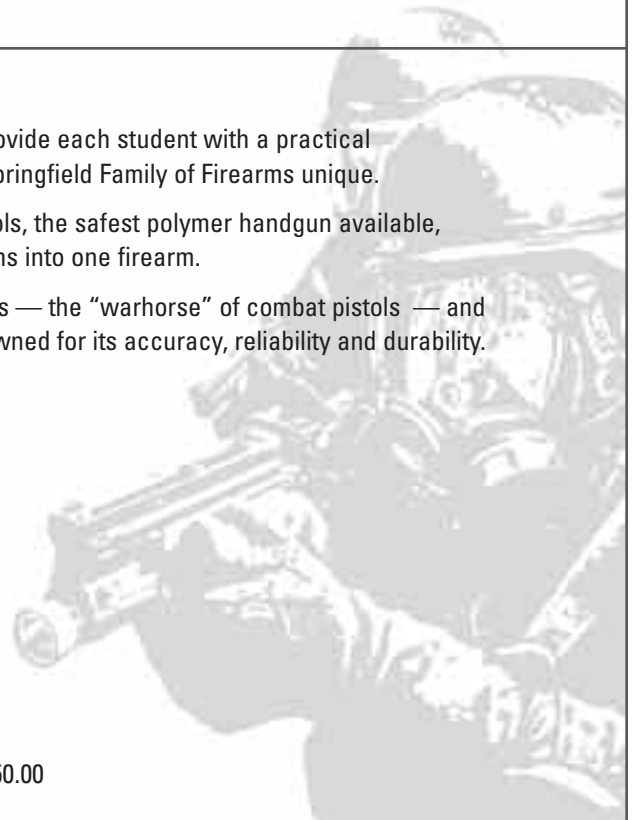 ovide each student with a practical
pringfield Family of Firearms unique.
ols, the safest polymer handgun available,
ns into one firearm.
s — the “warhorse” of combat pistols — and
wned for its accuracy, reliability and durability.
50.00